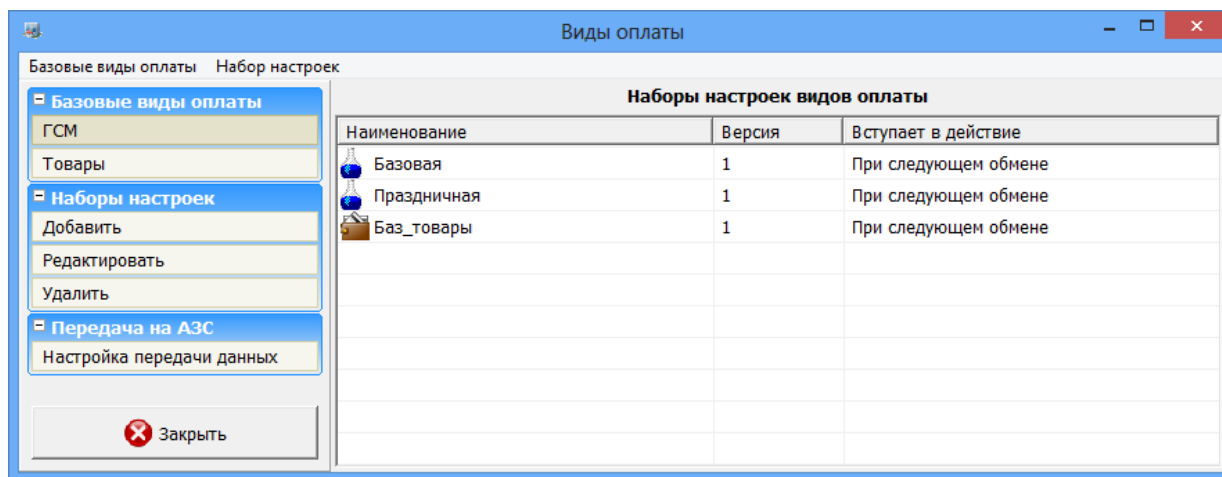 Виды оплаты
Базовые виды оплаты Набор настроек
Базовые виды оплаты
ГСМ
Товары
Наборы настроек
Добавить
Редактировать
Удалить
Передача на АЗС
Настройка передачи данных
Закрыть
Наборы настроек видов оплаты
Наименование Версия Вступает в действие
Базовая 1 При следующем обмене
Праздничная 1 При следующем обмене
Баз_товары 1 При следующем обмене